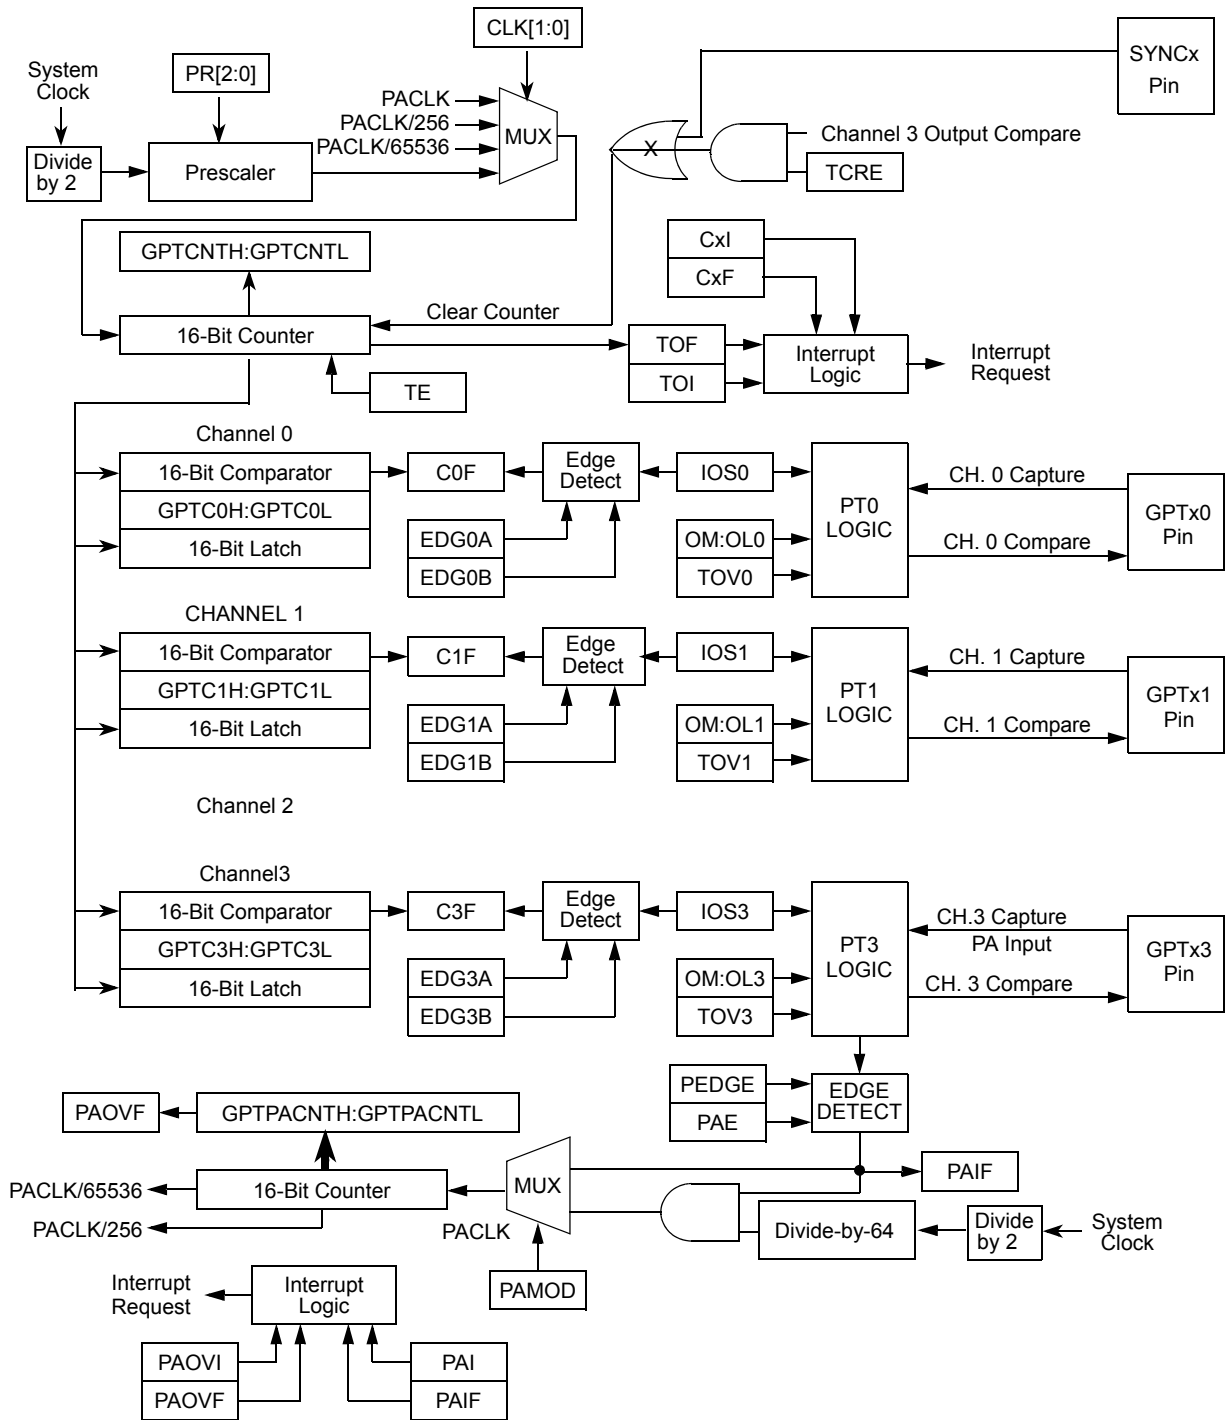 CLK[1:0]
SYNCx
Pin
System
Clock
PR[2:0]
PACLK
PACLK/256
PACLK/65536
MUX
Divide
by 2
Prescaler
X
Channel 3 Output Compare
TCRE
GPTCNTH:GPTCNTL
CxI
CxF
Clear Counter
16-Bit Counter
TOF
TOI
Interrupt
Logic
Interrupt
Request
TE
Channel 0
16-Bit Comparator
GPTC0H:GPTC0L
16-Bit Latch
C0F
Edge
Detect
IOS0
EDG0A
EDG0B
OM:OL0
TOV0
PT0
LOGIC
CH. 0 Capture
CH. 0 Compare
GPTx0
Pin
CHANNEL 1
16-Bit Comparator
GPTC1H:GPTC1L
16-Bit Latch
C1F
Edge
Detect
IOS1
EDG1A
EDG1B
OM:OL1
TOV1
PT1
LOGIC
CH. 1 Capture
CH. 1 Compare
GPTx1
Pin
Channel 2
Channel3
16-Bit Comparator
GPTC3H:GPTC3L
16-Bit Latch
C3F
Edge
Detect
IOS3
EDG3A
EDG3B
OM:OL3
TOV3
PT3
LOGIC
CH.3 Capture
PA Input
CH. 3 Compare
GPTx3
Pin
PEDGE
PAE
EDGE
DETECT
PAOVF
GPTPACNTH:GPTPACNTL
PACLK/65536
16-Bit Counter
PACLK/256
PACLK
MUX
PAIF
Divide-by-64
Divide
by 2
System
Clock
PAMOD
Interrupt
Request
Interrupt
Logic
PAOVI
PAOVF
PAI
PAIF